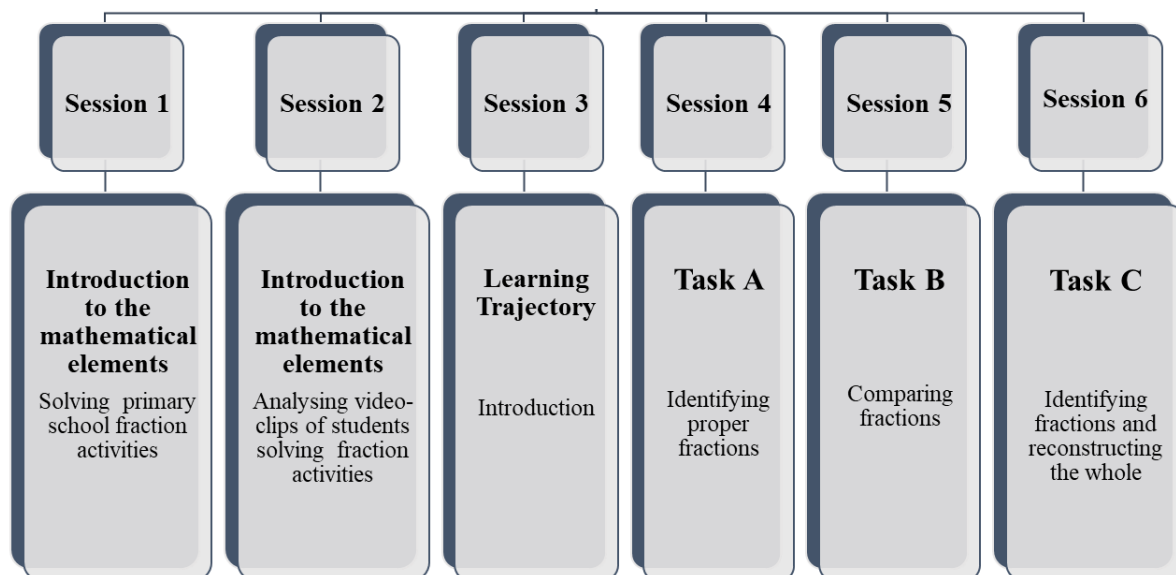 Session 1
Session 2
Session 3
Session 4
Session 5
Session 6
Introduction
to the
mathematical
elements
Solving primary
school fraction
activities
Introduction
to the
mathematical
elements
Analysing video-
clips of students
solving fraction
activities
Learning
Trajectory
Introduction
Task A
Identifying
proper
fractions
Task B
Comparing
fractions
Task C
Identifying
fractions and
reconstructing
the whole